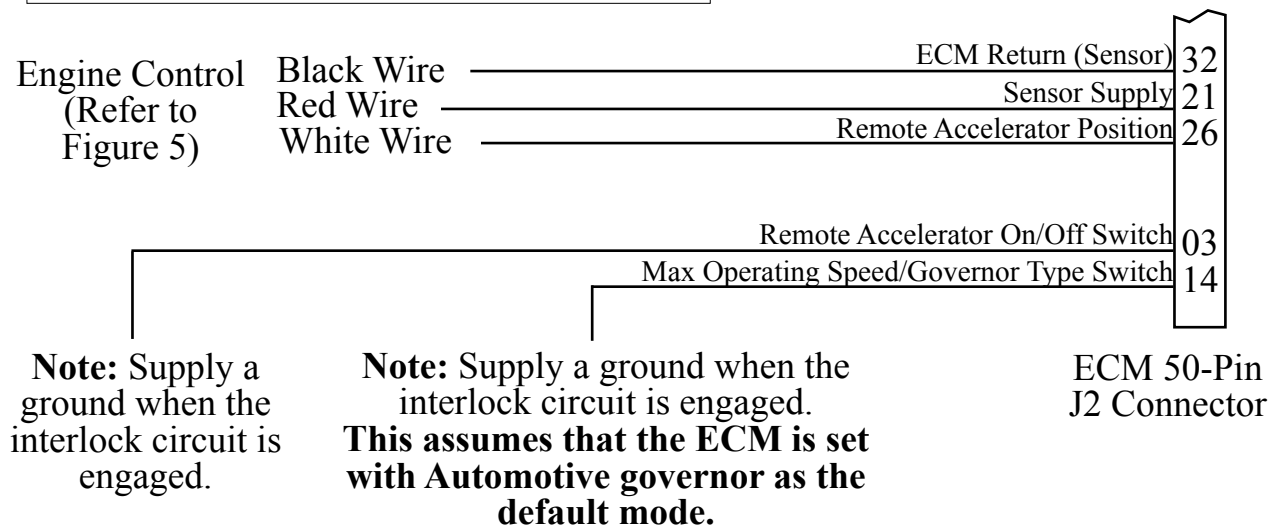 Engine Control
(Refer to
Figure 5)
Black Wire
Red Wire
White Wire
ECM Return (Sensor) 32
Sensor Supply 21
Remote Accelerator Position 26
Remote Accelerator On/Off Switch 03
Max Operating Speed/Governor Type Switch 14
Note: Supply a
ground when the
interlock circuit is
engaged.
Note: Supply a ground when the
interlock circuit is engaged.
This assumes that the ECM is set
with Automotive governor as the
default mode.
ECM 50-Pin
J2 Connector